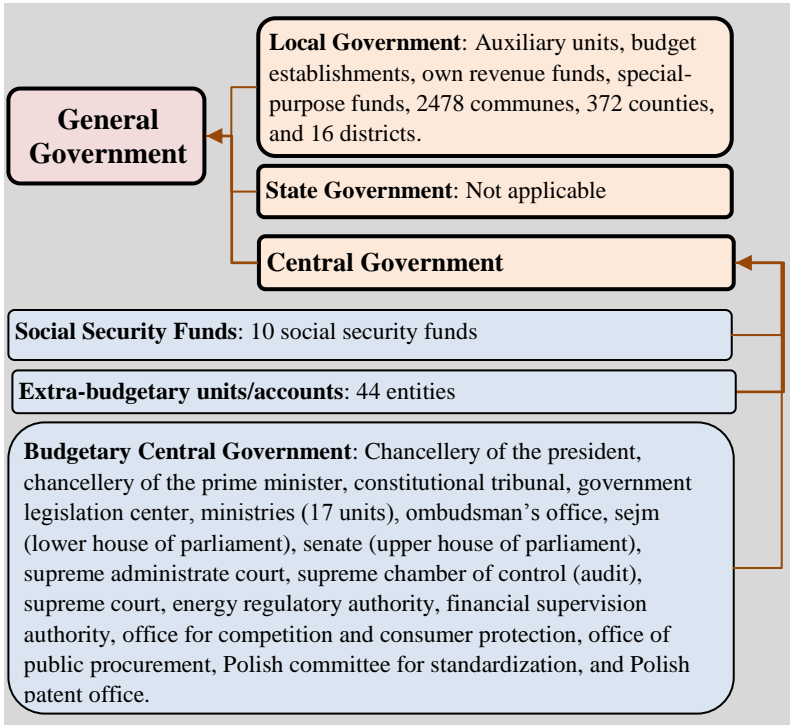 General
Government
Local Government: Auxiliary units, budget
establishments, own revenue funds, special-
purpose funds, 2478 communes, 372 counties,
and 16 districts.
State Government: Not applicable
Central Government
Social Security Funds: 10 social security funds
Extra-budgetary units/accounts: 44 entities
Budgetary Central Government: Chancellery of the president,
chancellery of the prime minister, constitutional tribunal, government
legislation center, ministries (17 units), ombudsman’s office, sejm
(lower house of parliament), senate (upper house of parliament),
supreme administrate court, supreme chamber of control (audit),
supreme court, energy regulatory authority, financial supervision
authority, office for competition and consumer protection, office of
public procurement, Polish committee for standardization, and Polish
patent office.